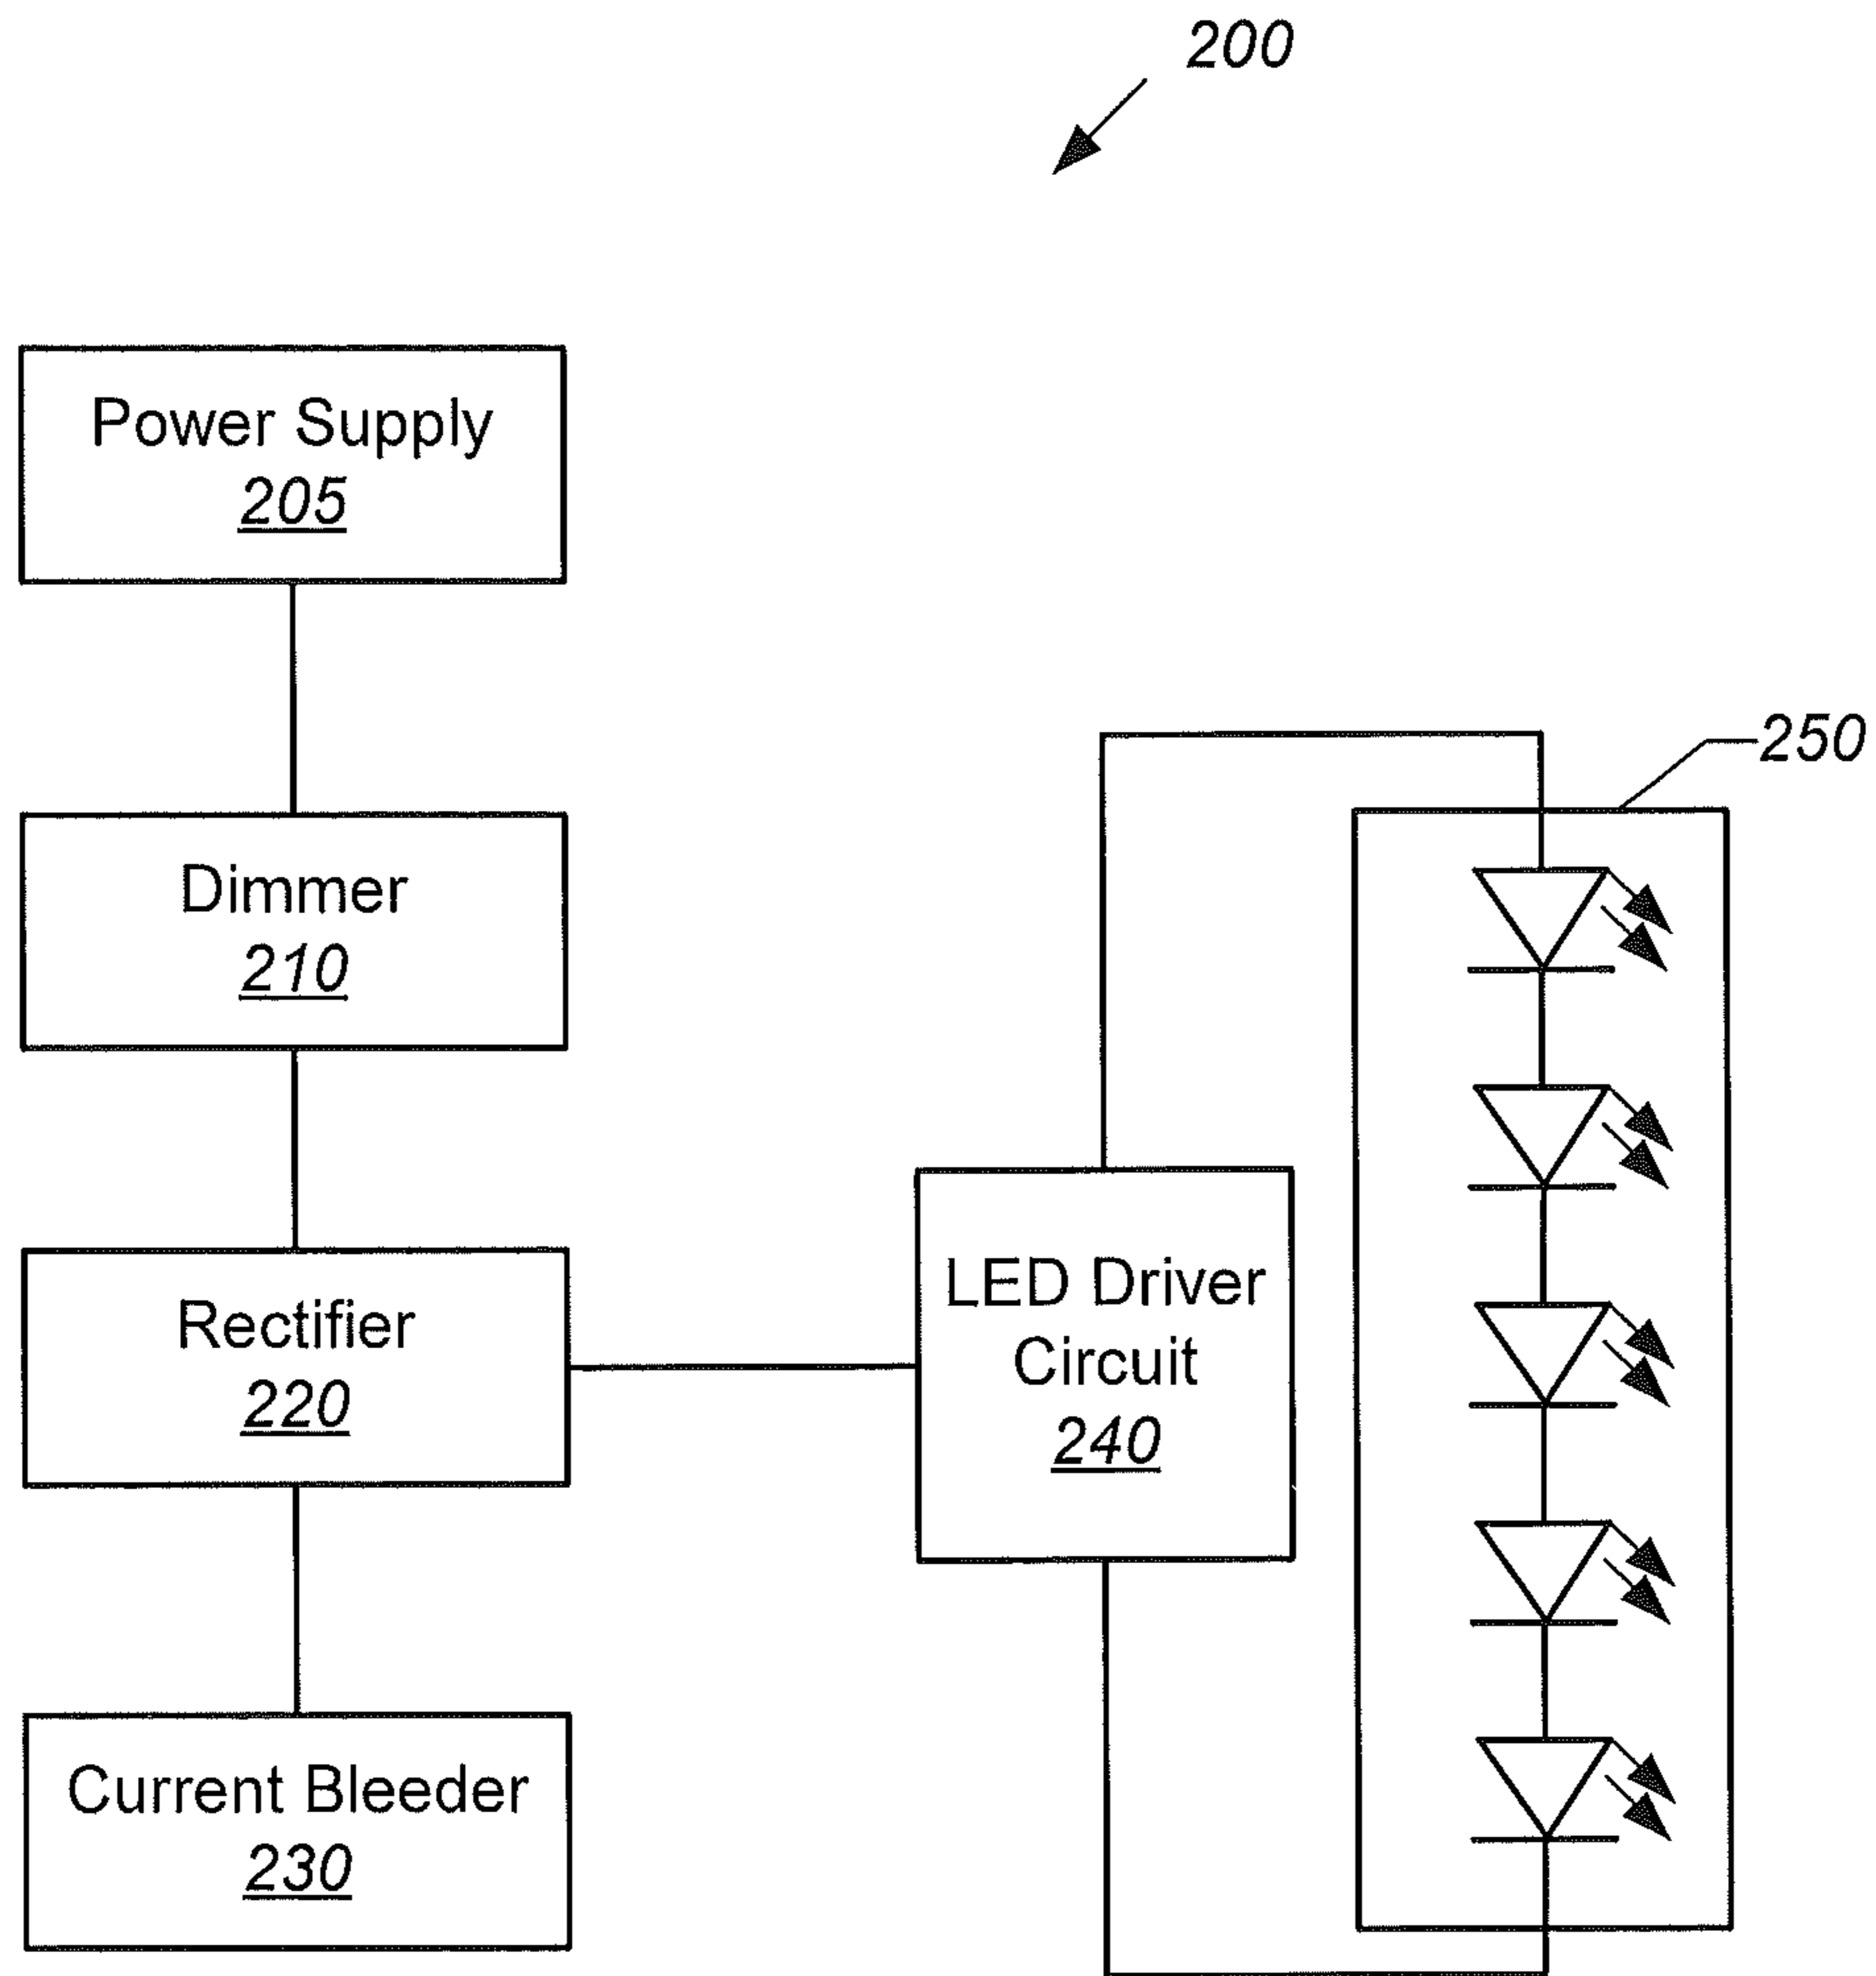 200
Power Supply
205
Dimmer
210
250
Rectifier
220
LED Driver
Circuit
240
Current Bleeder
230